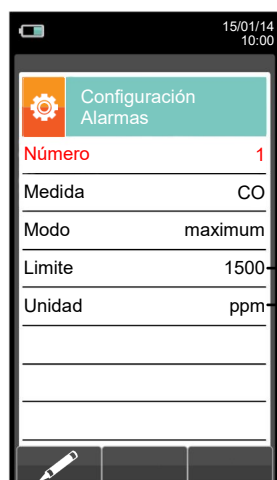 15/01/14
10:00
Configuración
Alarmas
Número 1
Medida CO
Modo maximum
Limite 1500
Unidad ppm